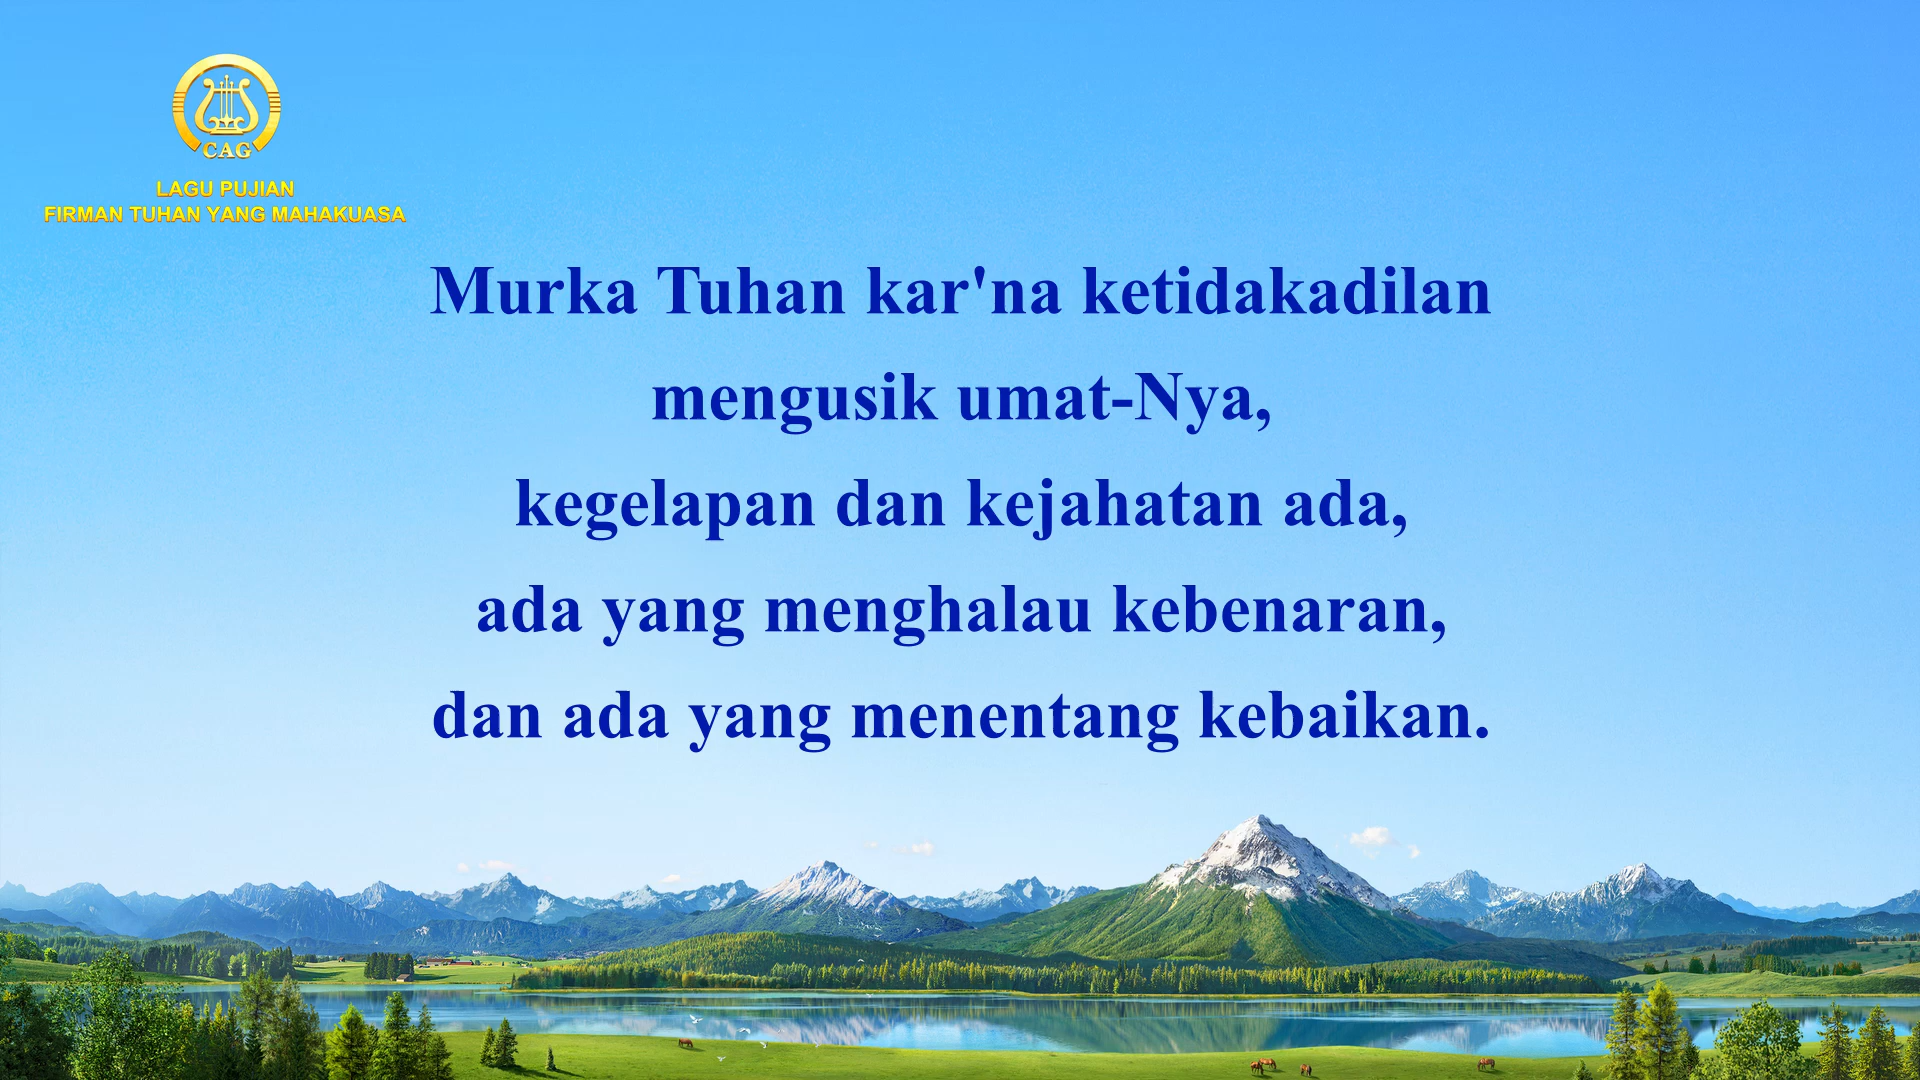 CAG
LAGU PUJIAN
FIRMAN TUHAN YANG MAHAKUASA
Murka Tuhan kar'na ketidakadilan
mengusik umat-Nya,
kegelapan dan kejahatan ada,
ada yang menghalau kebenaran,
dan ada yang menentang kebaikan.